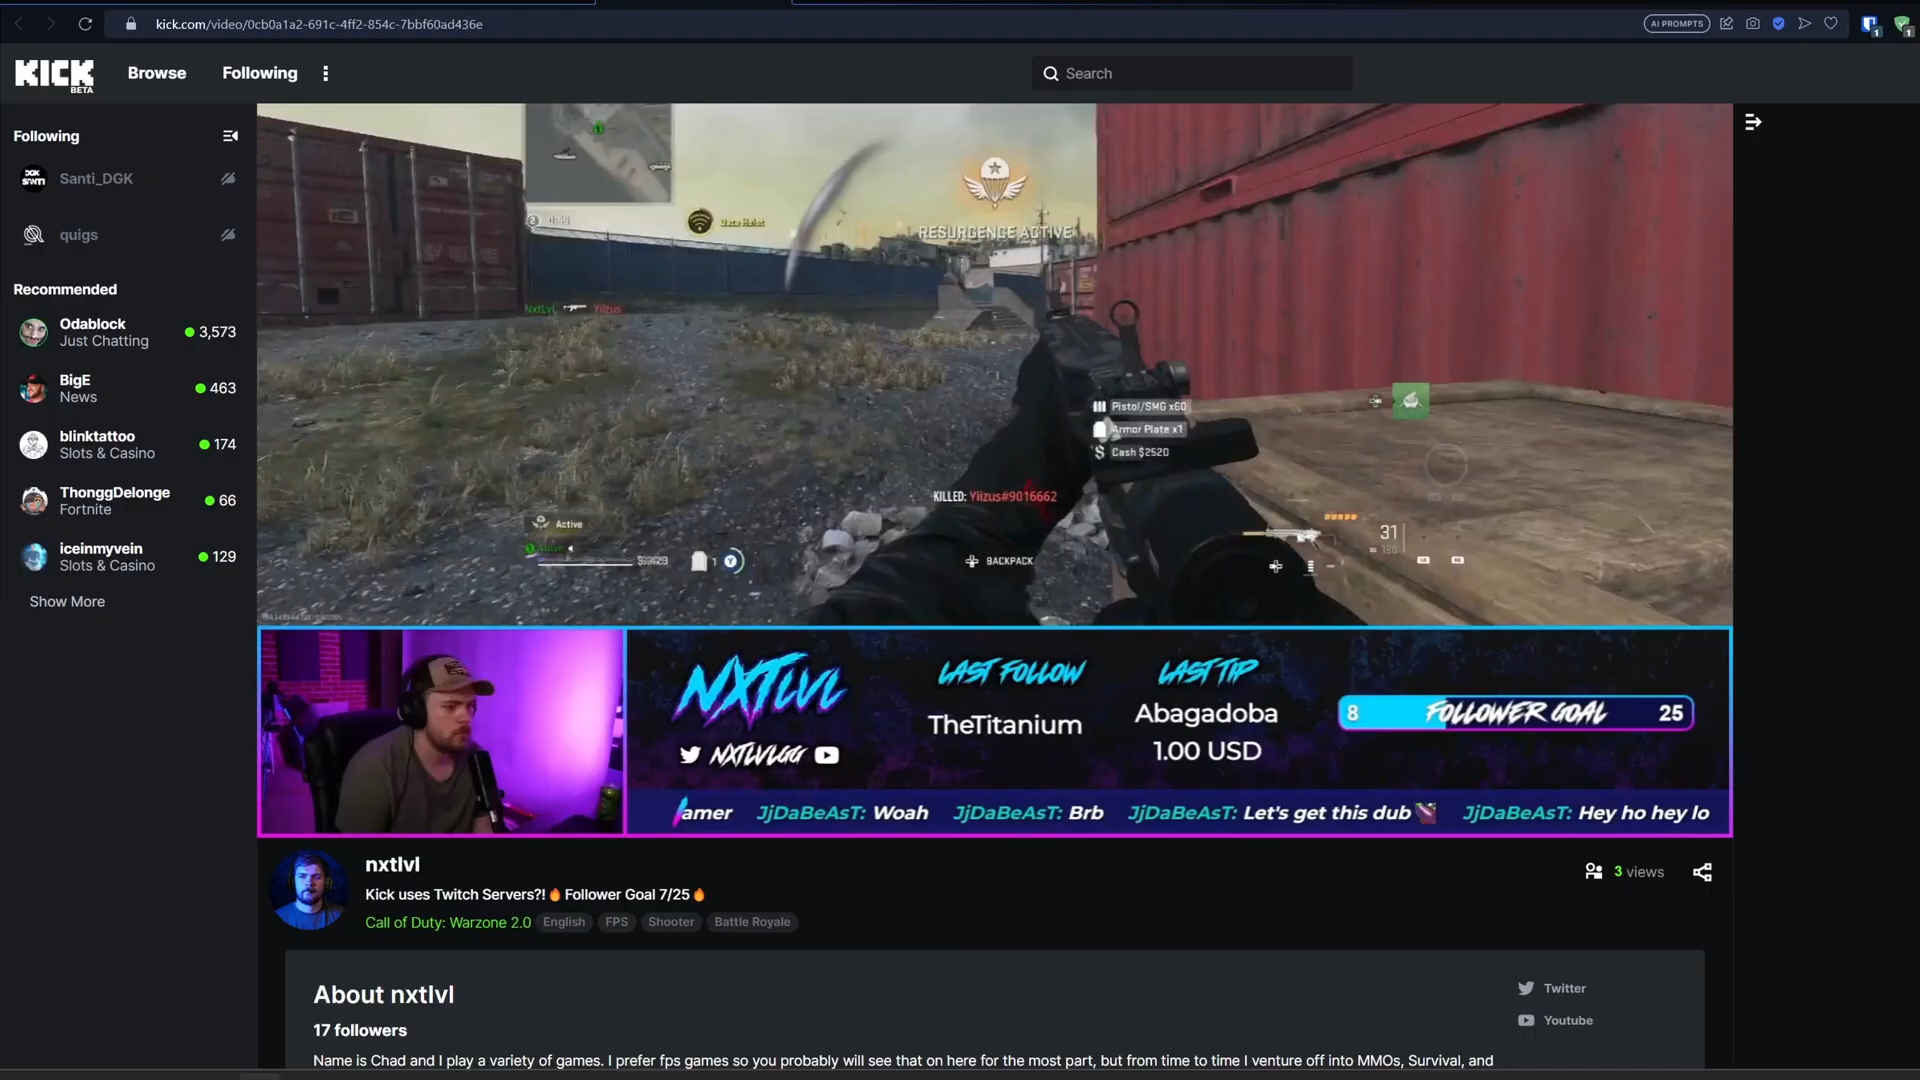 kick.com/video/0cb0a1a2-691c-4ff2-854c-7bbf60ad436e
AI PROMPTS
1
1
KICK
BETA
Browse
Following
Search
Following
Santi_DGK
quigs
Recommended
Odablock
Just Chatting
3,573
BigE
News
463
blinktattoo
Slots & Casino
174
ThonggDelonge
Fortnite
66
iceinmyvein
Slots & Casino
129
Show More
Data Heist
RESURGENCE ACTIVE
NxtLvl Yiizus
Pistol/SMG x60
Armor Plate x1
Cash $2520
KILLED: Yiizus#9016662
Active
1
Y
BACKPACK
31
NXTLVL
NXTLVLGG
LAST FOLLOW
TheTitanium
LAST TIP
Abagadoba
1.00 USD
8 FOLLOWER GOAL 25
amer JjDaBeAsT: Woah JjDaBeAsT: Brb JjDaBeAsT: Let's get this dub JjDaBeAsT: Hey ho hey lo
nxtlvl
Kick uses Twitch Servers?!🔥Follower Goal 7/25🔥
Call of Duty: Warzone 2.0 English FPS Shooter Battle Royale
3 views
About nxtlvl
17 followers
Name is Chad and I play a variety of games. I prefer fps games so you probably will see that on here for the most part, but from time to time I venture off into MMOs, Survival, and
Twitter
Youtube